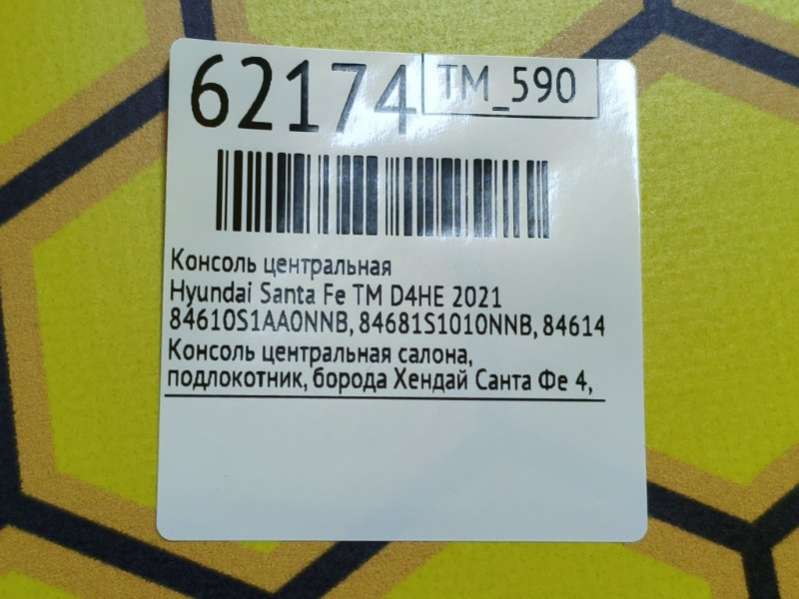 62174
TM_590
Консоль центральная
Hyundai Santa Fe TM D4HE 2021
84610S1AA0NNB, 84681S1010NNB, 84614
Консоль центральная салона,
подлокотник, борода Хендай Санта Фе 4,